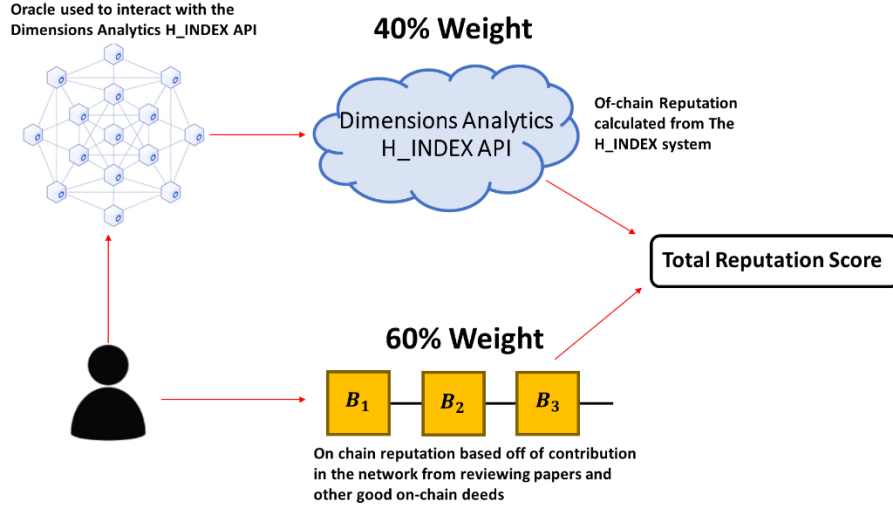 Oracle used to interact with the
Dimensions Analytics H_INDEX API
40% Weight
Dimensions Analytics
H_INDEX API
Of-chain Reputation
calculated from The
H_INDEX system
Total Reputation Score
60% Weight
B₁
B₂
B₃
On chain reputation based off of contribution
in the network from reviewing papers and
other good on-chain deeds